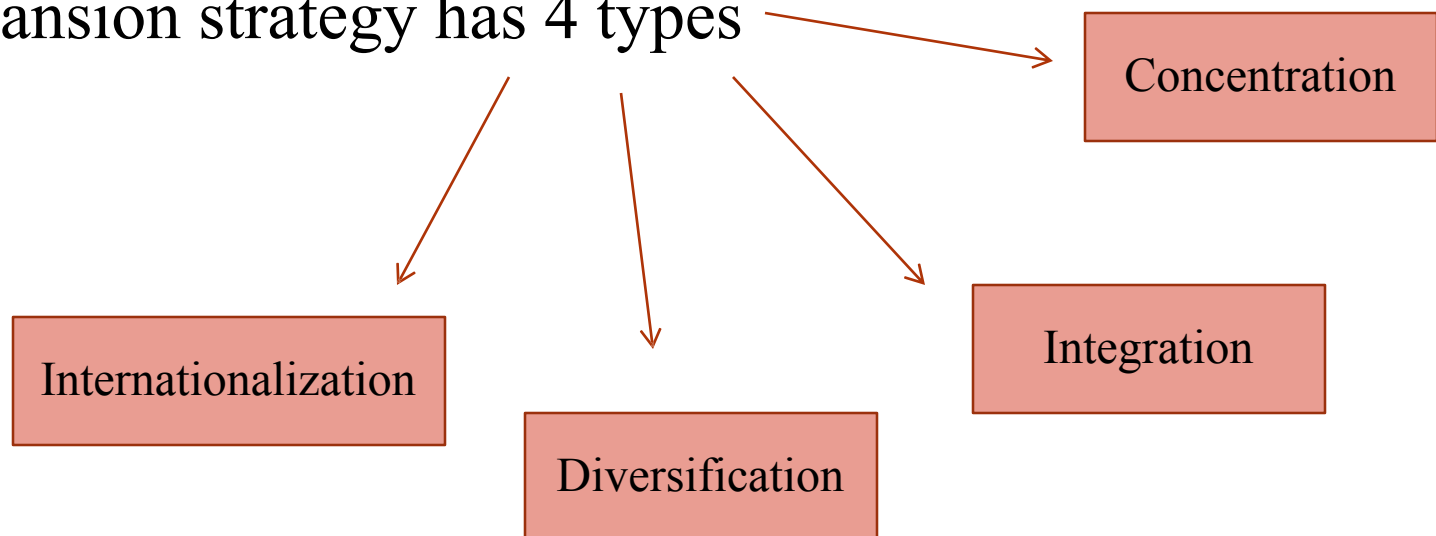 ansion strategy has 4 types
Concentration
Integration
Internationalization
Diversification